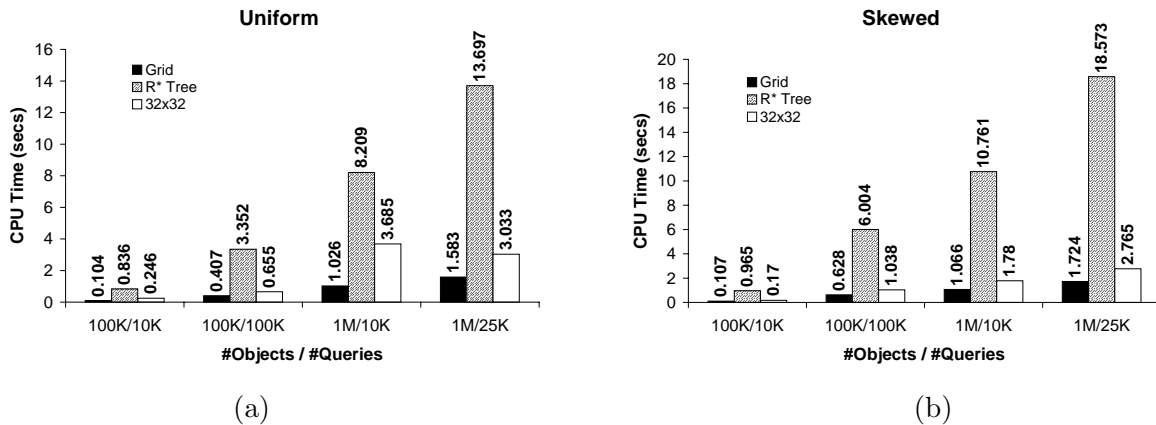 Uniform
16
14
12
10
8
6
4
2
0
CPU Time (secs)
Grid
R* Tree
32x32
0.104
0.836
0.246
0.407
3.352
0.655
1.026
8.209
3.685
1.583
13.697
3.033
100K/10K
100K/100K
1M/10K
1M/25K
#Objects / #Queries
(a)
Skewed
20
18
16
14
12
10
8
6
4
2
0
CPU Time (secs)
Grid
R* Tree
32x32
0.107
0.965
0.17
0.628
6.004
1.038
1.066
10.761
1.78
1.724
18.573
2.765
100K/10K
100K/100K
1M/10K
1M/25K
#Objects / #Queries
(b)